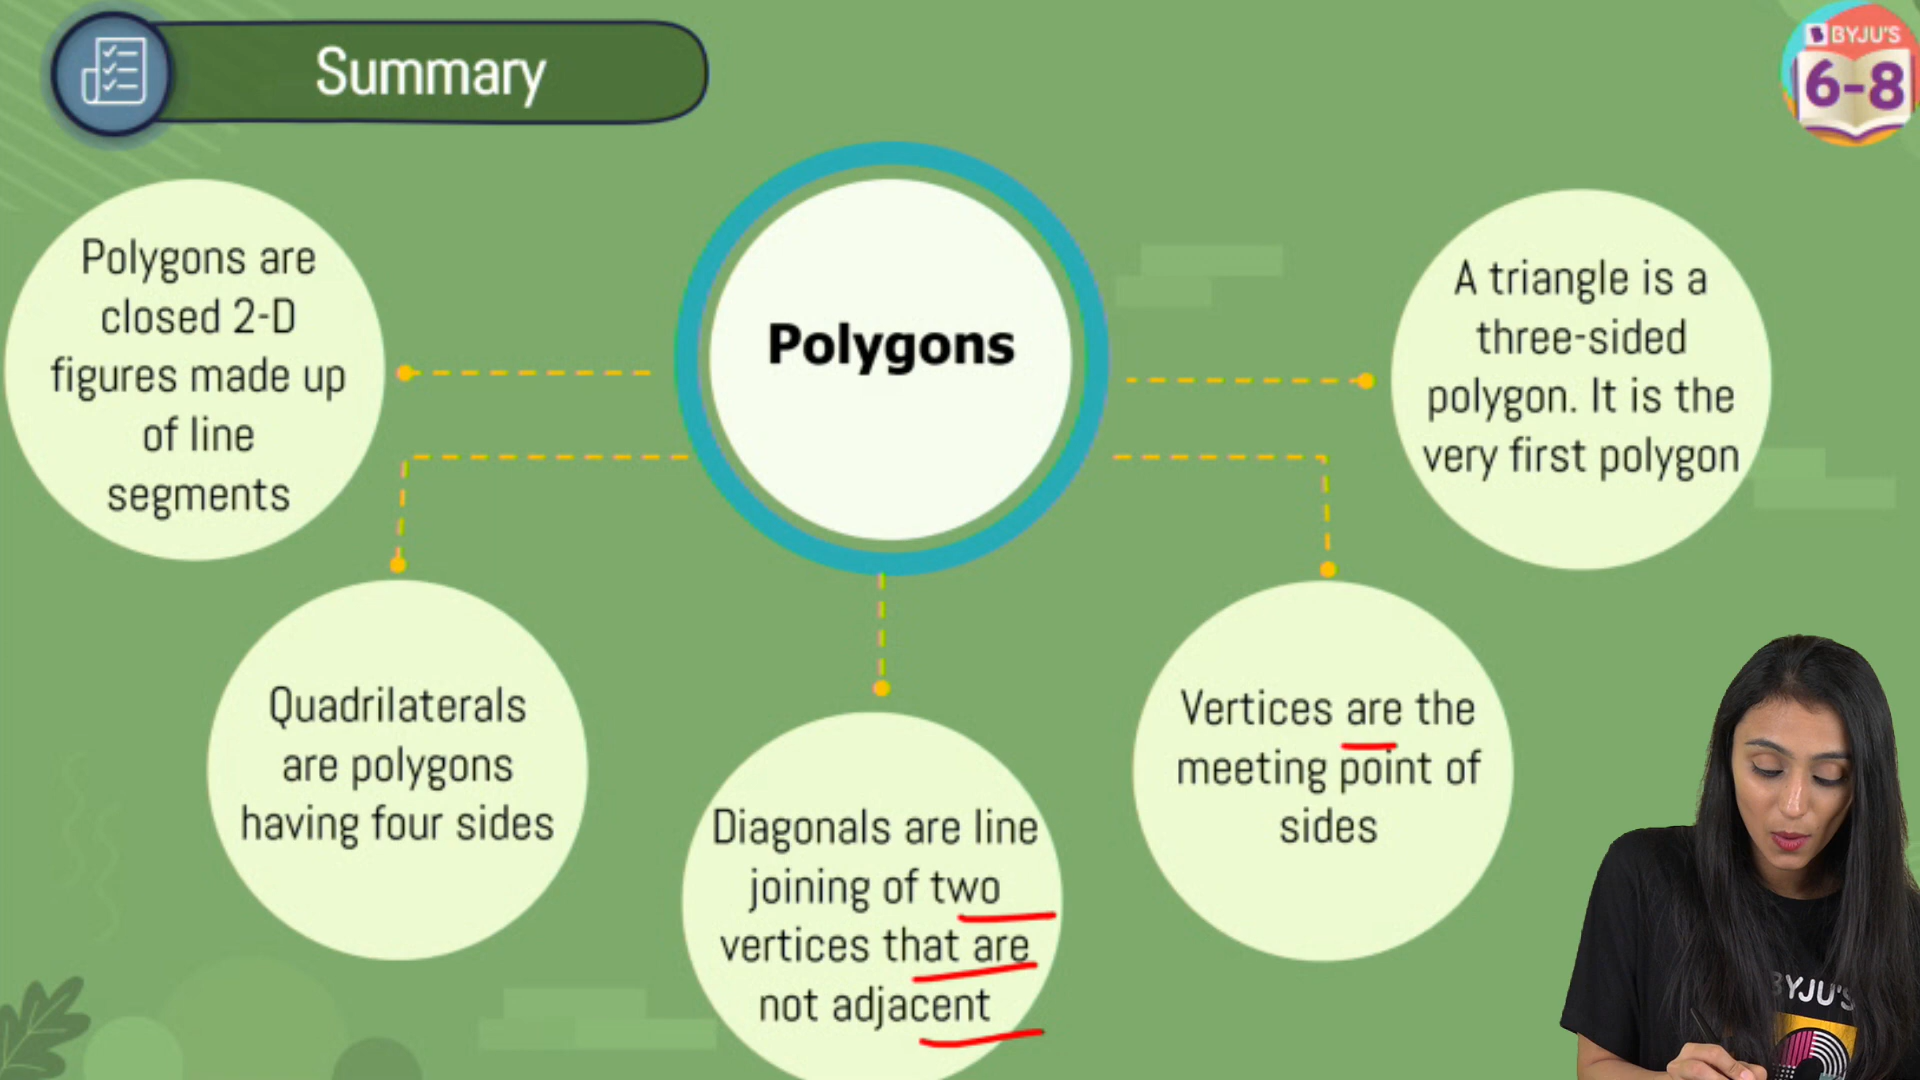 Summary
BYJU'S
6-8
Polygons are
closed 2-D
figures made up
of line
segments
Polygons
A triangle is a
three-sided
polygon. It is the
very first polygon
Quadrilaterals
are polygons
having four sides
Diagonals are line
joining of two
vertices that are
not adjacent
Vertices are the
meeting point of
sides
BYJU'S